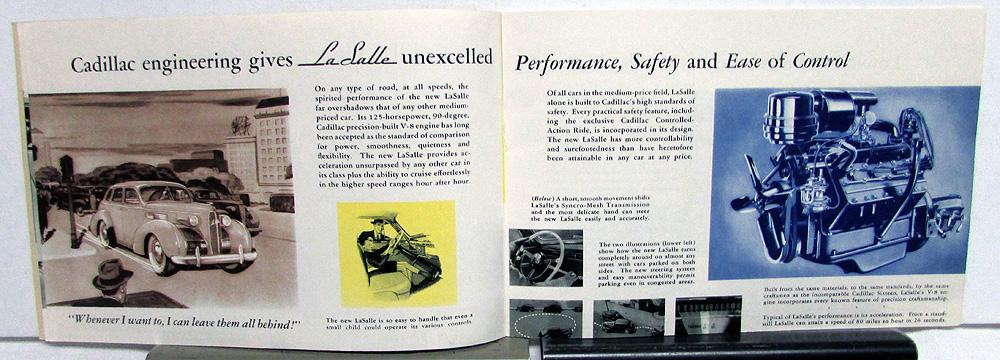 Cadillac engineering gives LaSalle unexcelled
On any type of road, at all speeds, the
spirited performance of the new LaSalle
far overshadows that of any other medium-
priced car. Its 125-horsepower, 90-degree,
Cadillac precision-built V-8 engine has long
been accepted as the standard of comparison
for power, smoothness, quietness and
flexibility. The new LaSalle provides ac-
celeration unsurpassed by any other car in
its class plus the ability to cruise effortlessly
in the higher speed ranges hour after hour.
"Whenever I want to, I can leave them all behind!"
The new LaSalle is so easy to handle that even a
small child could operate its various controls.
Performance, Safety and Ease of Control
Of all cars in the medium-price field, LaSalle
alone is built to Cadillac's high standards of
safety. Every practical safety feature, includ-
ing the exclusive Cadillac Controlled-
Action Ride, is incorporated in its design.
The new LaSalle has more controllability
and surefootedness than have heretofore
been attainable in any car at any price.
(Below) A short, smooth movement shifts
LaSalle's Syncro-Mesh Transmission
and the most delicate hand can steer
the new LaSalle easily and accurately.
The two illustrations (lower left)
show how the new LaSalle turns
completely around on almost any
street with cars parked on both
sides. The new steering system
and easy maneuverability permit
parking even in congested areas.
Built from the same materials, to the same standards, by the same
craftsmen as the incomparable Cadillac Sixteen, LaSalle's V-8 en-
gine incorporates every known feature of precision craftsmanship.
Typical of LaSalle's performance is its acceleration. From a stand-
still LaSalle can attain a speed of 60 miles an hour in 26 seconds.